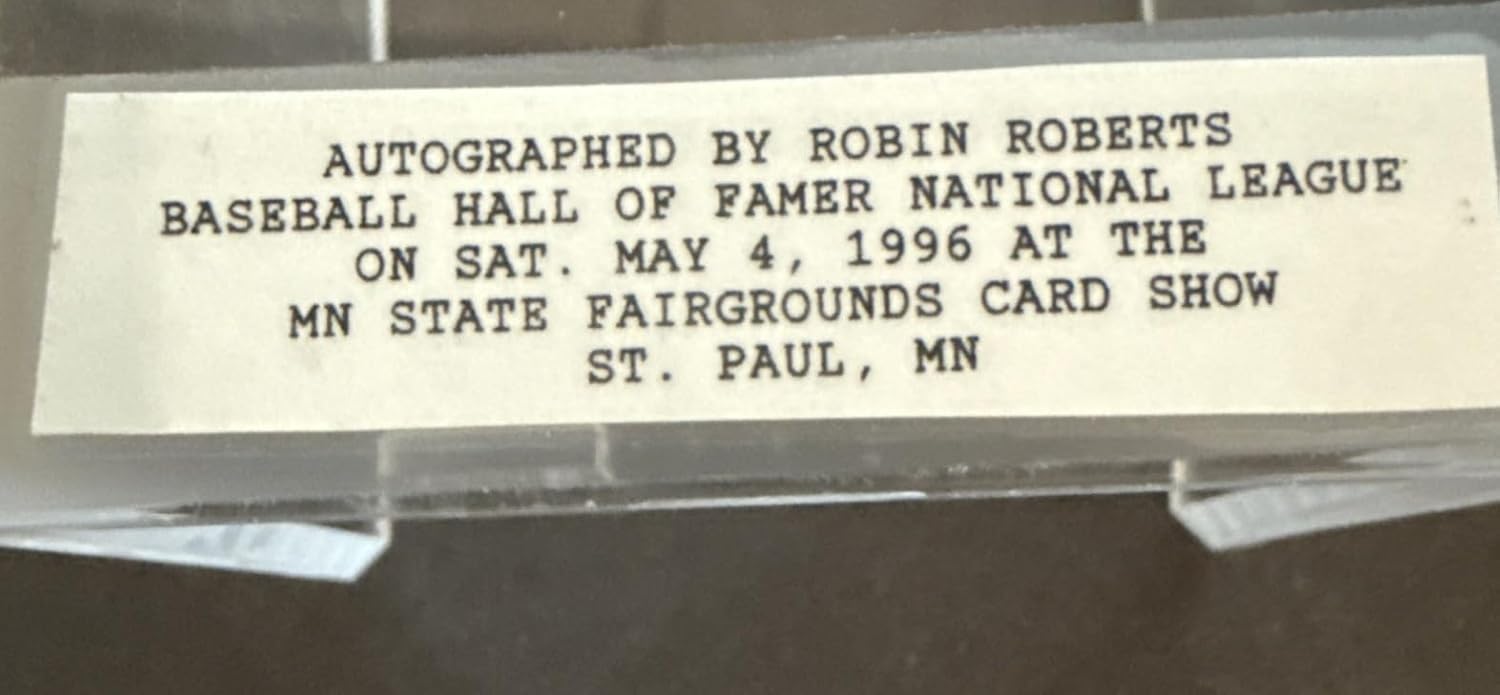 AUTOGRAPHED BY ROBIN ROBERTS
BASEBALL HALL OF FAMER NATIONAL LEAGUE
ON SAT. MAY 4, 1996 AT THE
MN STATE FAIRGROUNDS CARD SHOW
ST. PAUL, MN